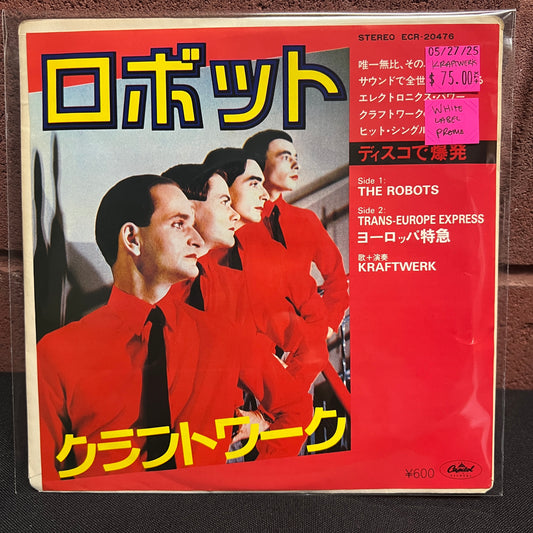 ロボット
STEREO ECR-20476
唯一無比、その
サウンドで全世
エレクトロニクス・パワー
クラフトワークの
ヒット・シングル
ディスコで爆発
05/27/25
KRAFTWERK
$ 75.00
WHITE
LABEL
PROMO
Side 1:
THE ROBOTS
Side 2:
TRANS-EUROPE EXPRESS
ヨーロッパ特急
歌+演奏
KRAFTWERK
クラフトワーク
¥600
Capitol